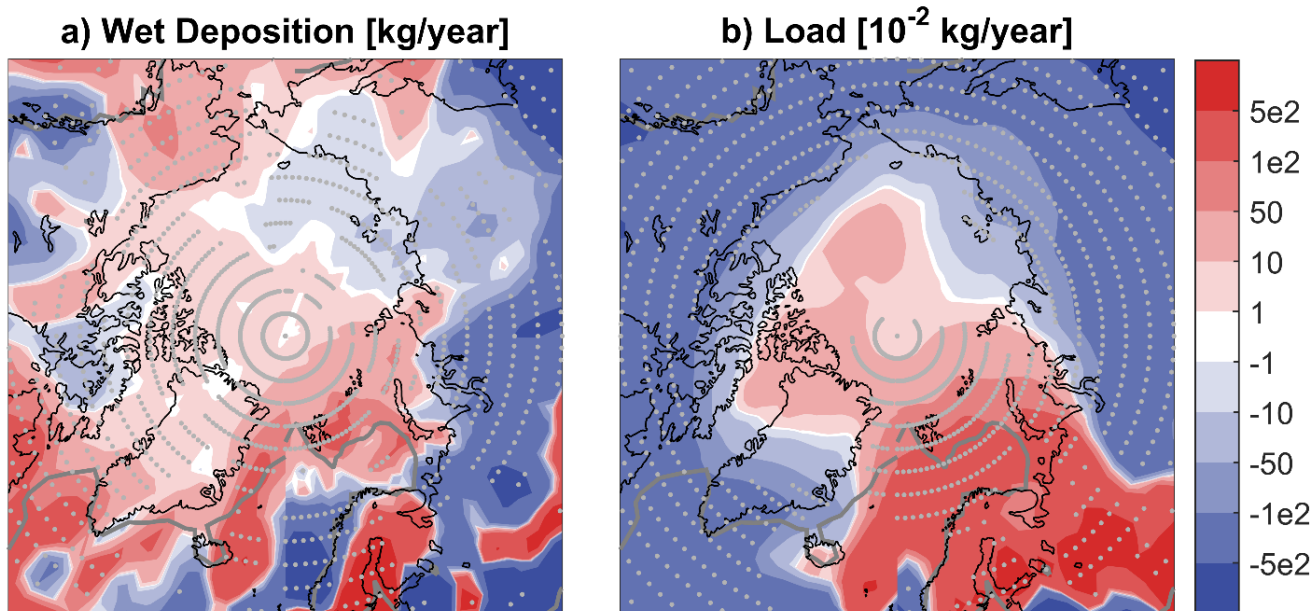 a) Wet Deposition [kg/year]
b) Load [10⁻² kg/year]
5e2
1e2
50
10
1
-1
-10
-50
-1e2
-5e2